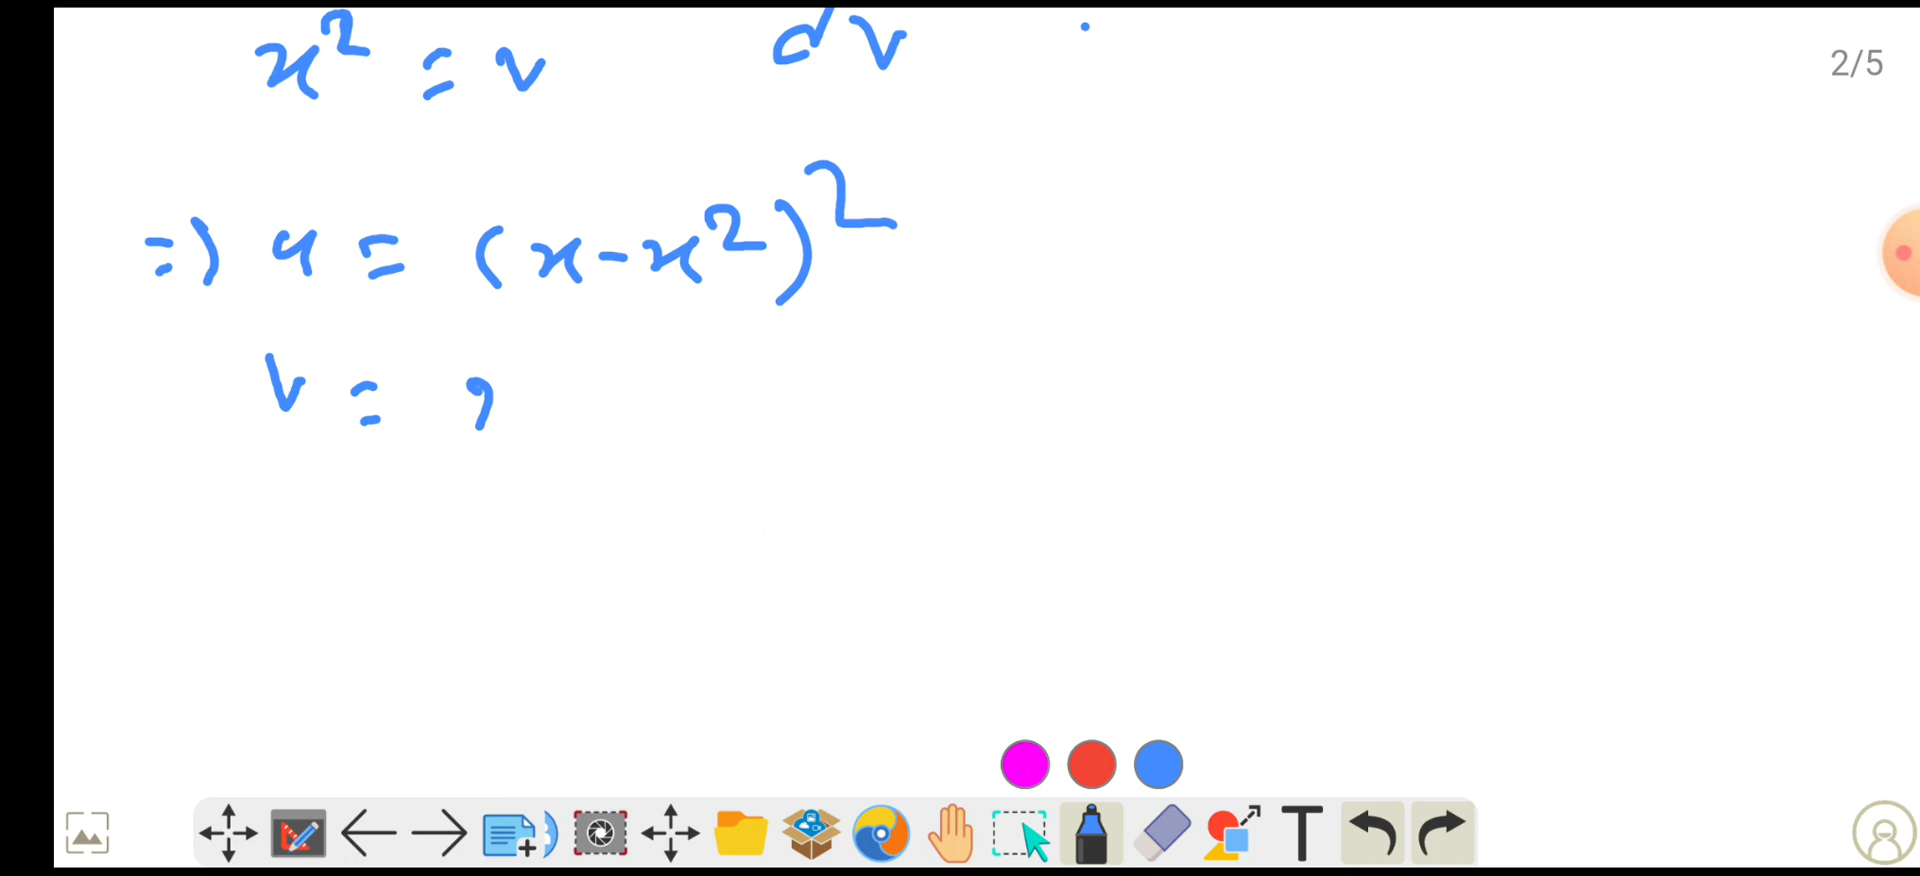 x² = v dv
2/5
=) u = (x-x²)²
v =
T